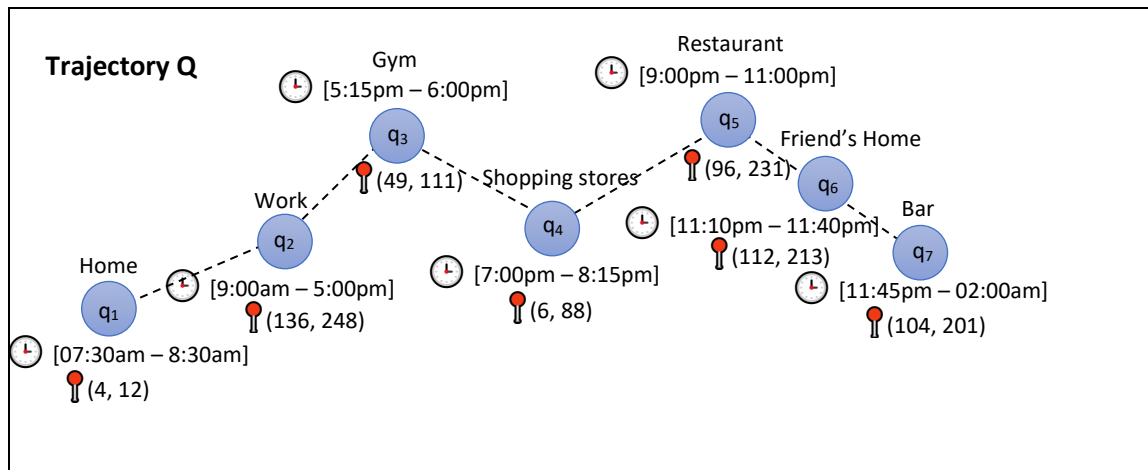 Trajectory Q
Home
q1
[07:30am – 8:30am]
(4, 12)
Work
q2
[9:00am – 5:00pm]
(136, 248)
Gym
[5:15pm – 6:00pm]
q3
(49, 111)
Shopping stores
q4
[7:00pm – 8:15pm]
(6, 88)
Restaurant
[9:00pm – 11:00pm]
q5
(96, 231)
Friend's Home
q6
[11:10pm – 11:40pm]
(112, 213)
Bar
q7
[11:45pm – 02:00am]
(104, 201)